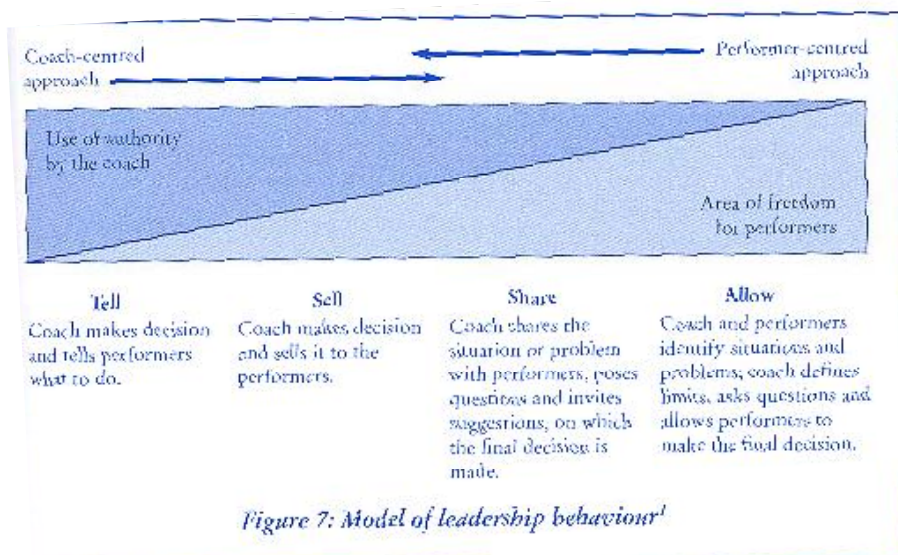 Coach-centred
approach
Performer-centred
approach
Use of authority
by the coach
Area of freedom
for performers
Tell
Coach makes decision
and tells performers
what to do.
Sell
Coach makes decision
and sells it to the
performers.
Share
Coach shares the
situation or problem
with performers, poses
questions and invites
suggestions, on which
the final decision is
made.
Allow
Coach and performers
identify situations and
problems; coach defines
limits, asks questions and
allows performers to
make the final decision.
Figure 7: Model of leadership behaviour¹